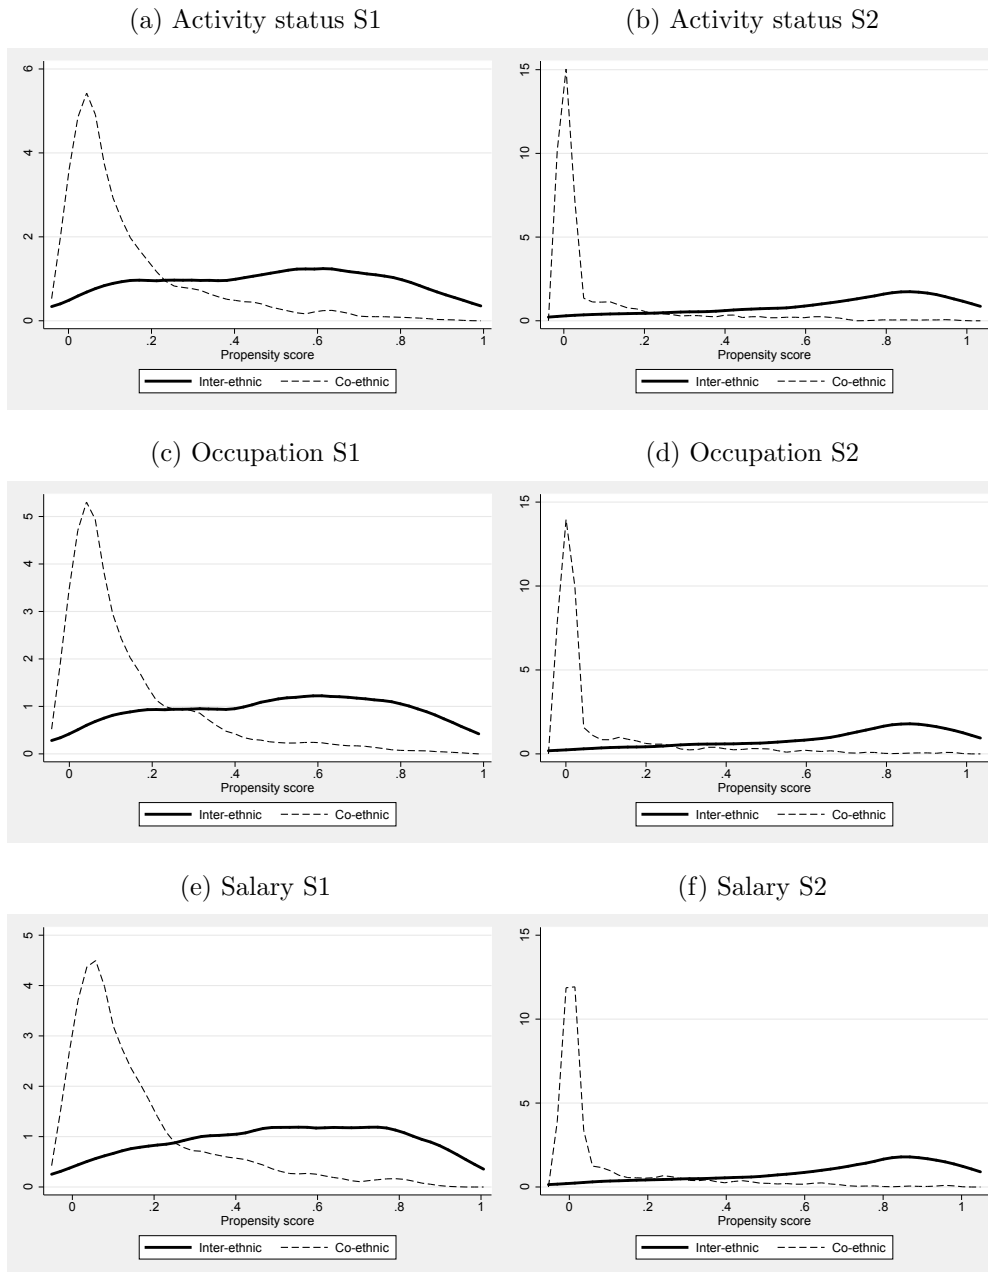 (a) Activity status S1
(b) Activity status S2
6
4
2
0
0 .2 .4 .6 .8 1
Propensity score
Inter-ethnic Co-ethnic
15
10
5
0
0 .2 .4 .6 .8 1
Propensity score
Inter-ethnic Co-ethnic
(c) Occupation S1
(d) Occupation S2
5
4
3
2
1
0
0 .2 .4 .6 .8 1
Propensity score
Inter-ethnic Co-ethnic
15
10
5
0
0 .2 .4 .6 .8 1
Propensity score
Inter-ethnic Co-ethnic
(e) Salary S1
(f) Salary S2
5
4
3
2
1
0
0 .2 .4 .6 .8 1
Propensity score
Inter-ethnic Co-ethnic
15
10
5
0
0 .2 .4 .6 .8 1
Propensity score
Inter-ethnic Co-ethnic